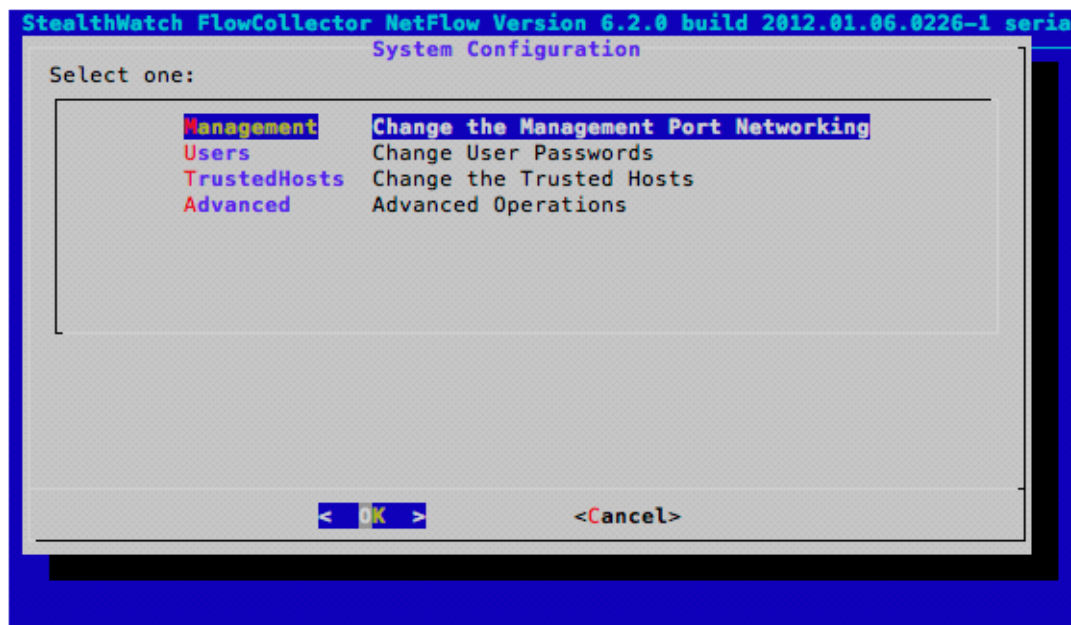 StealthWatch FlowCollector NetFlow Version 6.2.0 build 2012.01.06.0226-1 seria
System Configuration
Select one:
Management Change the Management Port Networking
Users Change User Passwords
TrustedHosts Change the Trusted Hosts
Advanced Advanced Operations
< OK > <Cancel>